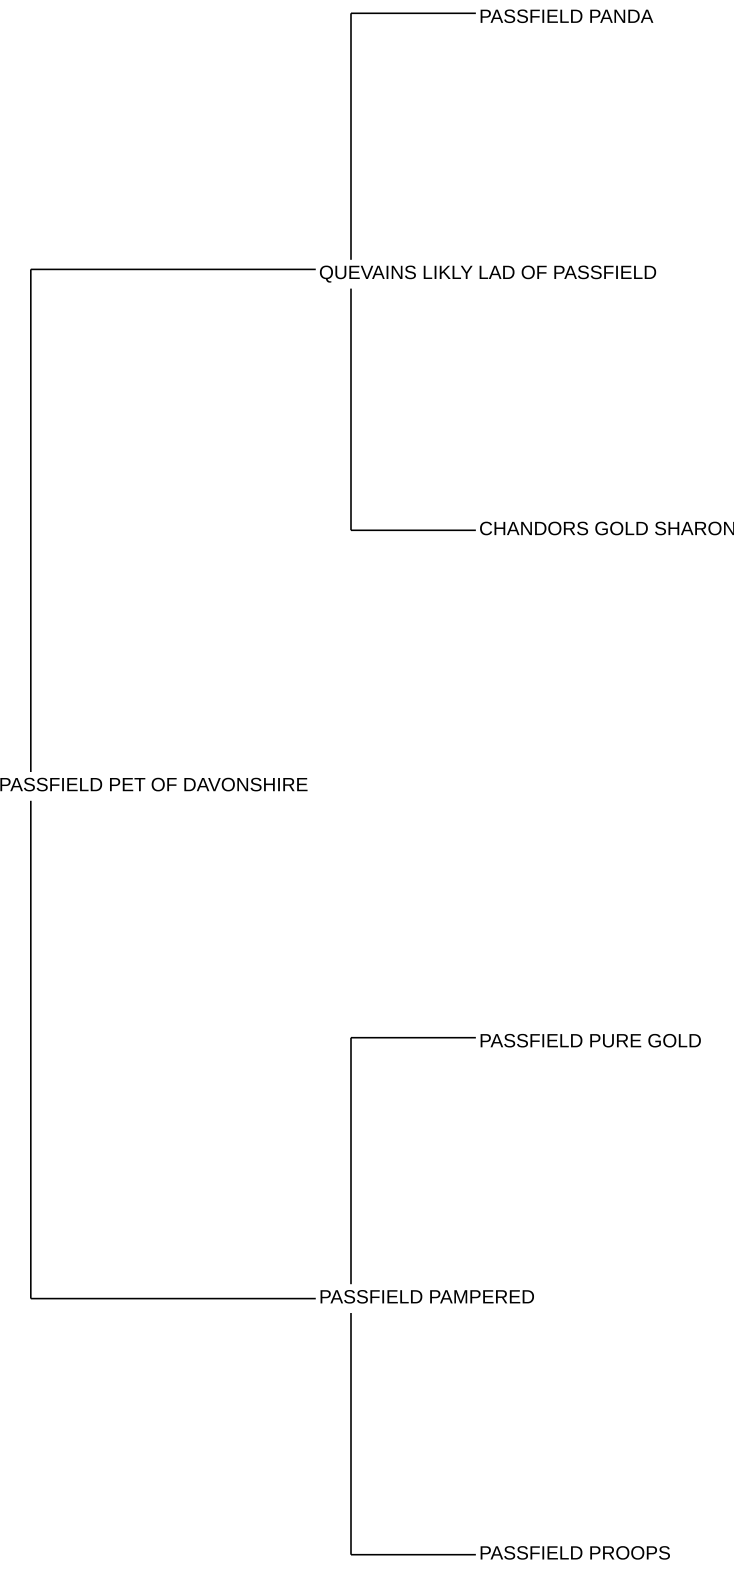 PASSFIELD PANDA
QUEVAINS LIKLY LAD OF PASSFIELD
CHANDORS GOLD SHARON
PASSFIELD PET OF DAVONSHIRE
PASSFIELD PURE GOLD
PASSFIELD PAMPERED
PASSFIELD PROOPS